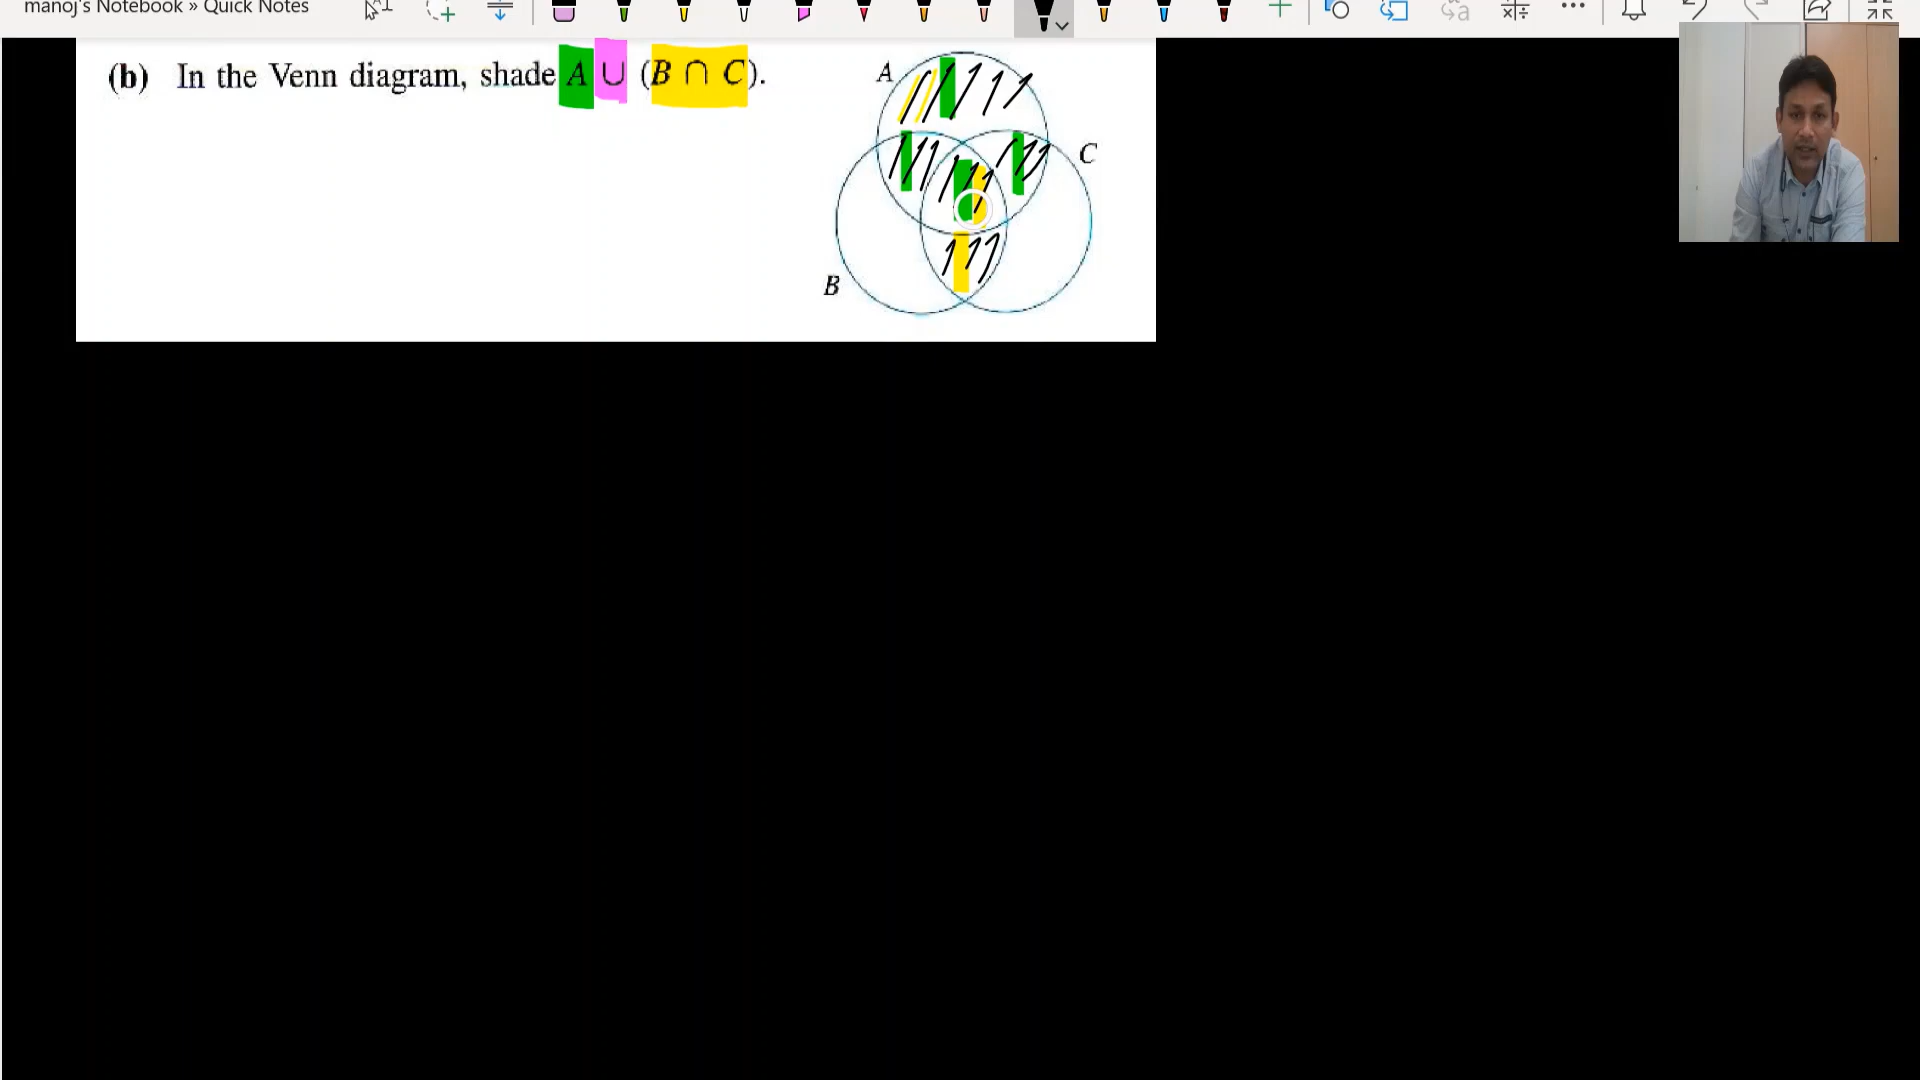 manoj's Notebook » Quick Notes
(b) In the Venn diagram, shade A ∪ (B ∩ C).
A
C
B